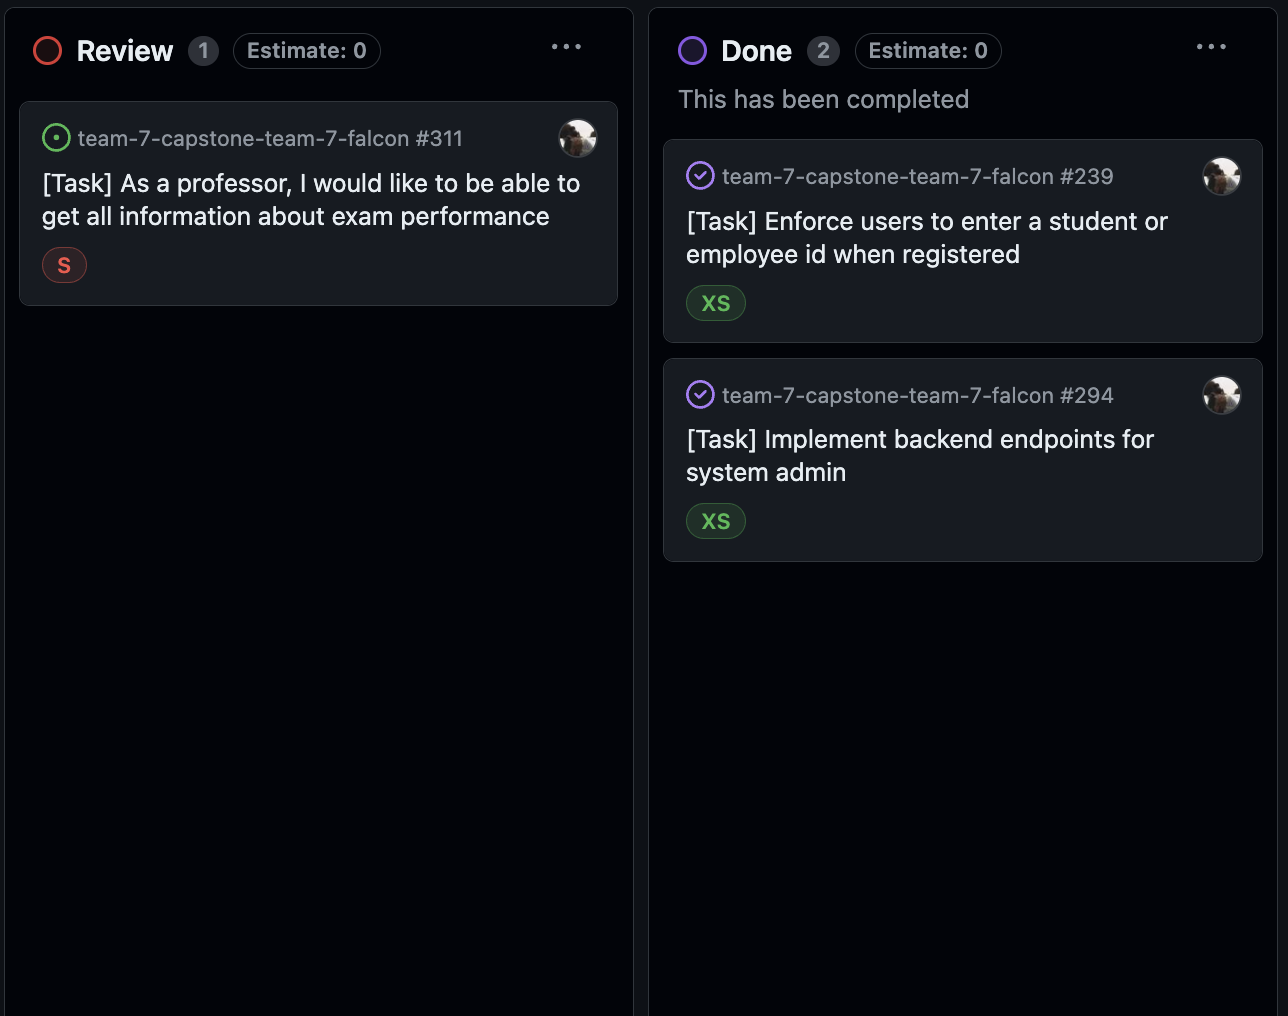 Review 1 Estimate: 0 ...
team-7-capstone-team-7-falcon #311
[Task] As a professor, I would like to be able to
get all information about exam performance
S
Done 2 Estimate: 0 ...
This has been completed
team-7-capstone-team-7-falcon #239
[Task] Enforce users to enter a student or
employee id when registered
XS
team-7-capstone-team-7-falcon #294
[Task] Implement backend endpoints for
system admin
XS